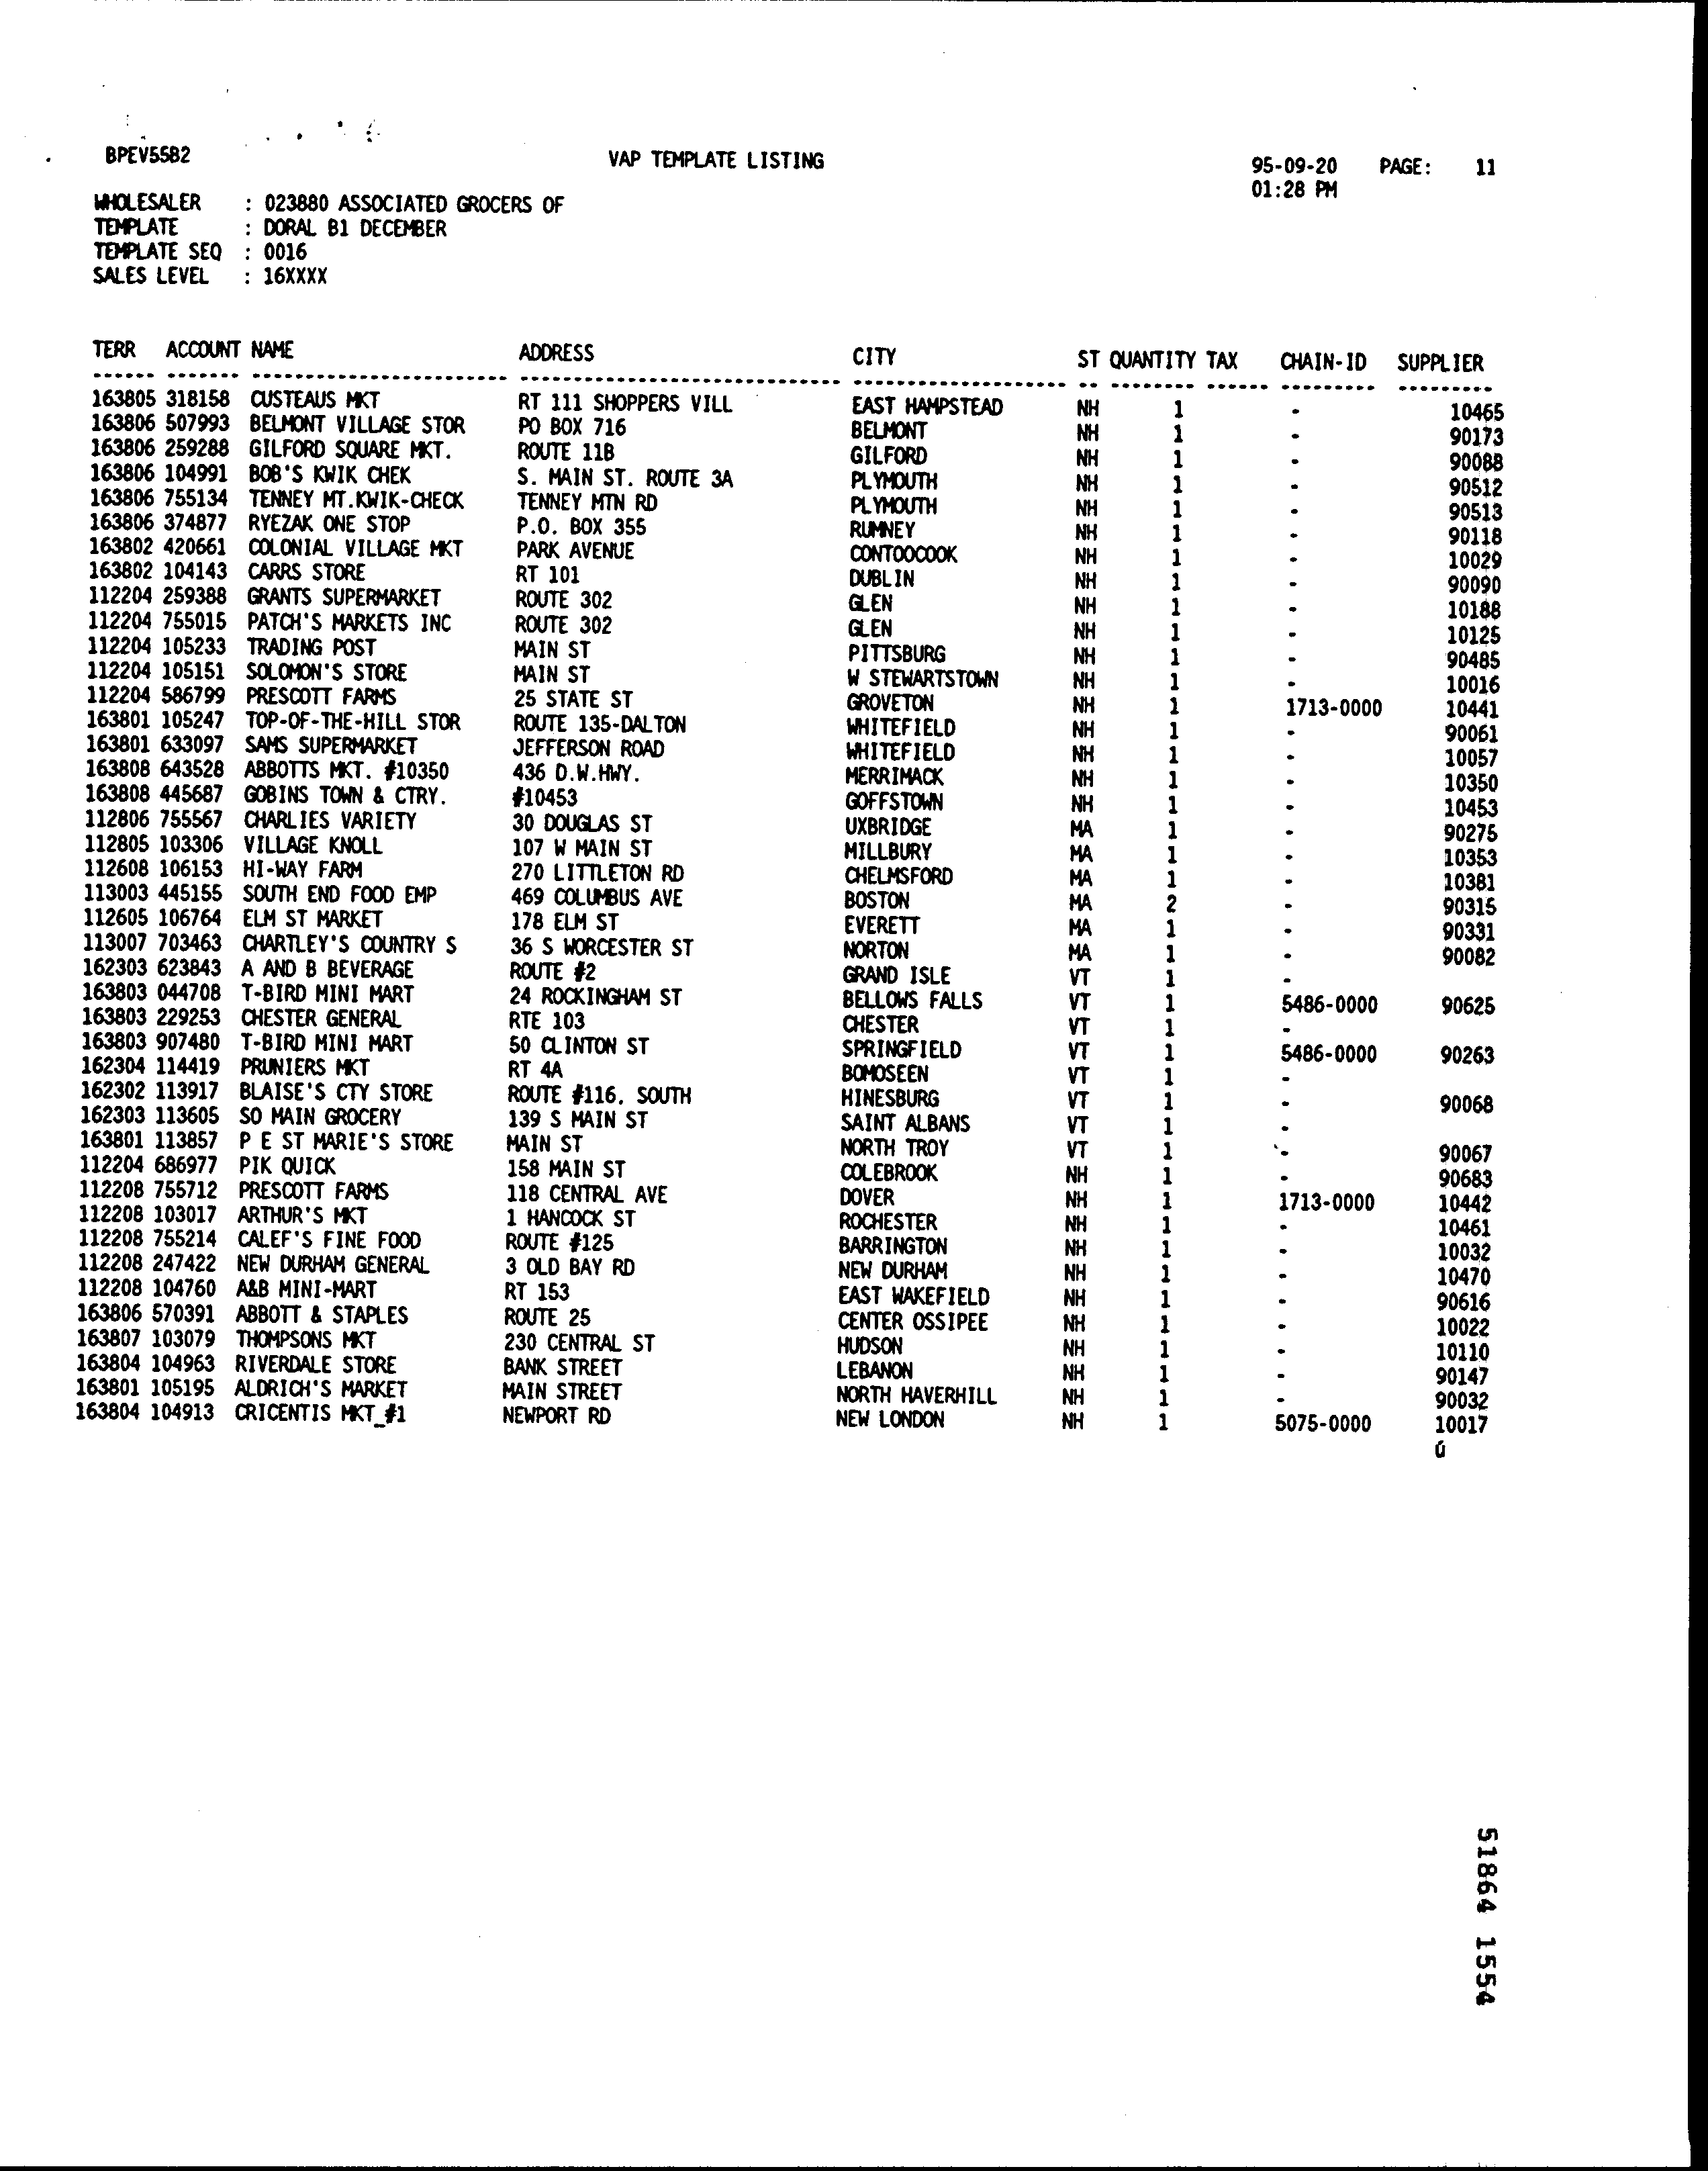 BPEV55B2 VAP TEMPLATE LISTING 95-09-20 PAGE: 11
01:28 PM
WHOLESALER : 023880 ASSOCIATED GROCERS OF
TEMPLATE : DORAL B1 DECEMBER
TEMPLATE SEQ : 0016
SALES LEVEL : 16XXXX
TERR ACCOUNT NAME ADDRESS CITY ST QUANTITY TAX CHAIN-ID SUPPLIER
163805 318158 CUSTEAUS MKT RT 111 SHOPPERS VILL EAST HAMPSTEAD NH 1 - 10465
163806 507993 BELMONT VILLAGE STOR PO BOX 716 BELMONT NH 1 - 90173
163806 259288 GILFORD SQUARE MKT. ROUTE 11B GILFORD NH 1 - 90088
163806 104991 BOB'S KWIK CHEK S. MAIN ST. ROUTE 3A PLYMOUTH NH 1 - 90512
163806 755134 TENNEY MT.KWIK-CHECK TENNEY MTN RD PLYMOUTH NH 1 - 90513
163806 374877 RYEZAK ONE STOP P.O. BOX 355 RUMNEY NH 1 - 90118
163802 420661 COLONIAL VILLAGE MKT PARK AVENUE CONTOOCOOK NH 1 - 10029
163802 104143 CARRS STORE RT 101 DUBLIN NH 1 - 90090
112204 259388 GRANTS SUPERMARKET ROUTE 302 GLEN NH 1 - 10188
112204 755015 PATCH'S MARKETS INC ROUTE 302 GLEN NH 1 - 10125
112204 105233 TRADING POST MAIN ST PITTSBURG NH 1 - 90485
112204 105151 SOLOMON'S STORE MAIN ST W STEWARTSTOWN NH 1 - 10016
112204 586799 PRESCOTT FARMS 25 STATE ST GROVETON NH 1 1713-0000 10441
163801 105247 TOP-OF-THE-HILL STOR ROUTE 135-DALTON WHITEFIELD NH 1 - 90061
163801 633097 SAMS SUPERMARKET JEFFERSON ROAD WHITEFIELD NH 1 - 10057
163808 643528 ABBOTTS MKT. #10350 436 D.W.HWY. MERRIMACK NH 1 - 10350
163808 445687 GOBINS TOWN & CTRY. #10453 GOFFSTOWN NH 1 - 10453
112806 755567 CHARLIES VARIETY 30 DOUGLAS ST UXBRIDGE MA 1 - 90275
112805 103306 VILLAGE KNOLL 107 W MAIN ST MILLBURY MA 1 - 10353
112608 106153 HI-WAY FARM 270 LITTLETON RD CHELMSFORD MA 1 - 10381
113003 445155 SOUTH END FOOD EMP 469 COLUMBUS AVE BOSTON MA 2 - 90315
112605 106764 ELM ST MARKET 178 ELM ST EVERETT MA 1 - 90331
113007 703463 CHARTLEY'S COUNTRY S 36 S WORCESTER ST NORTON MA 1 - 90082
162303 623843 A AND B BEVERAGE ROUTE #2 GRAND ISLE VT 1 -
163803 044708 T-BIRD MINI MART 24 ROCKINGHAM ST BELLOWS FALLS VT 1 5486-0000 90625
163803 229253 CHESTER GENERAL RTE 103 CHESTER VT 1 -
163803 907480 T-BIRD MINI MART 50 CLINTON ST SPRINGFIELD VT 1 5486-0000 90263
162304 114419 PRUNIERS MKT RT 4A BOMOSEEN VT 1 -
162302 113917 BLAISE'S CTY STORE ROUTE #116. SOUTH HINESBURG VT 1 - 90068
162303 113605 SO MAIN GROCERY 139 S MAIN ST SAINT ALBANS VT 1 -
163801 113857 P E ST MARIE'S STORE MAIN ST NORTH TROY VT 1 - 90067
112204 686977 PIK QUICK 158 MAIN ST COLEBROOK NH 1 - 90683
112208 755712 PRESCOTT FARMS 118 CENTRAL AVE DOVER NH 1 1713-0000 10442
112208 103017 ARTHUR'S MKT 1 HANCOCK ST ROCHESTER NH 1 - 10461
112208 755214 CALEF'S FINE FOOD ROUTE #125 BARRINGTON NH 1 - 10032
112208 247422 NEW DURHAM GENERAL 3 OLD BAY RD NEW DURHAM NH 1 - 10470
112208 104760 A&B MINI-MART RT 153 EAST WAKEFIELD NH 1 - 90616
163806 570391 ABBOTT & STAPLES ROUTE 25 CENTER OSSIPEE NH 1 - 10022
163807 103079 THOMPSONS MKT 230 CENTRAL ST HUDSON NH 1 - 10110
163804 104963 RIVERDALE STORE BANK STREET LEBANON NH 1 - 90147
163801 105195 ALDRICH'S MARKET MAIN STREET NORTH HAVERHILL NH 1 - 90032
163804 104913 CRICENTIS MKT_#1 NEWPORT RD NEW LONDON NH 1 5075-0000 10017
51864 1554